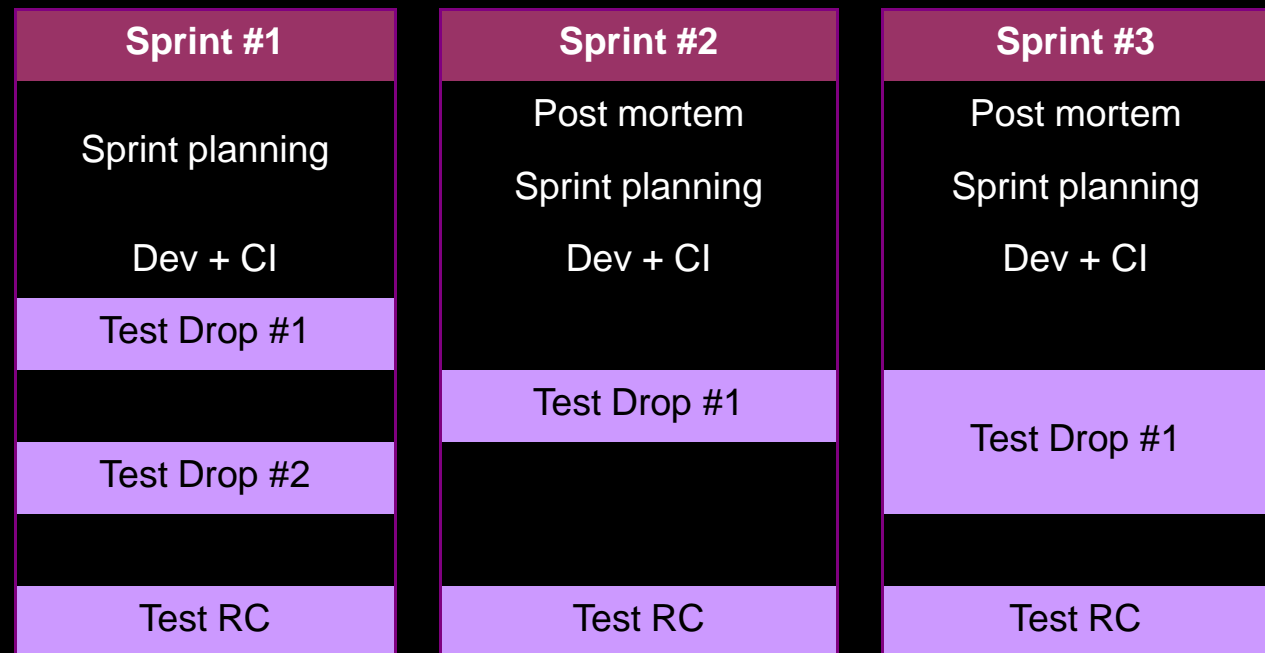 Sprint #1
Sprint planning
Dev + CI
Test Drop #1
Test Drop #2
Test RC
Sprint #2
Post mortem
Sprint planning
Dev + CI
Test Drop #1
Test RC
Sprint #3
Post mortem
Sprint planning
Dev + CI
Test Drop #1
Test RC